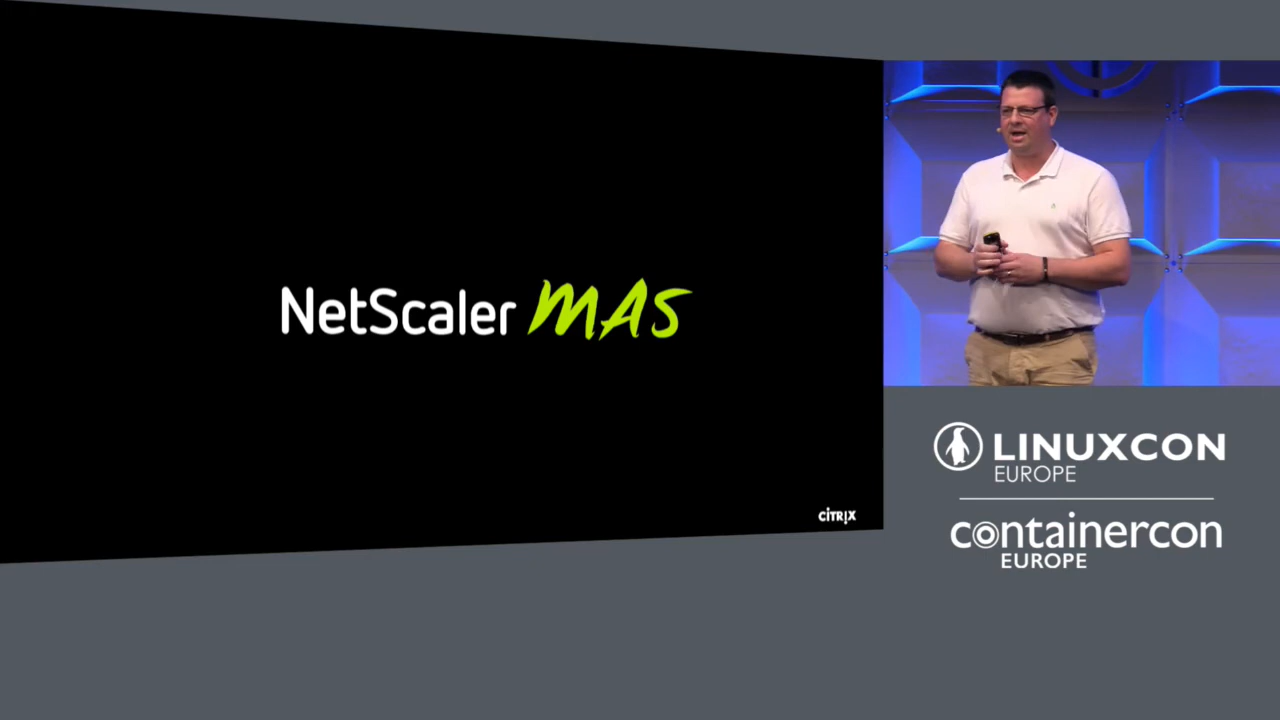 NetScaler MAS
CiTRIX
LINUXCON
EUROPE
containercon
EUROPE